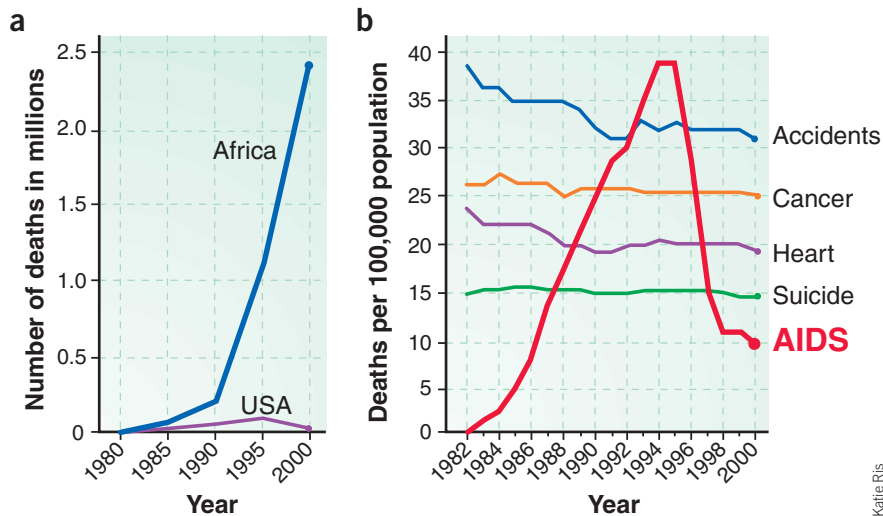 a
Number of deaths in millions
2.5
2.0
1.5
1.0
0.5
0
Africa
USA
1980
1985
1990
1995
2000
Year
b
Deaths per 100,000 population
40
35
30
25
20
15
10
5
0
Accidents
Cancer
Heart
Suicide
AIDS
1982
1984
1986
1988
1990
1992
1994
1996
1998
2000
Year
Katie Ris